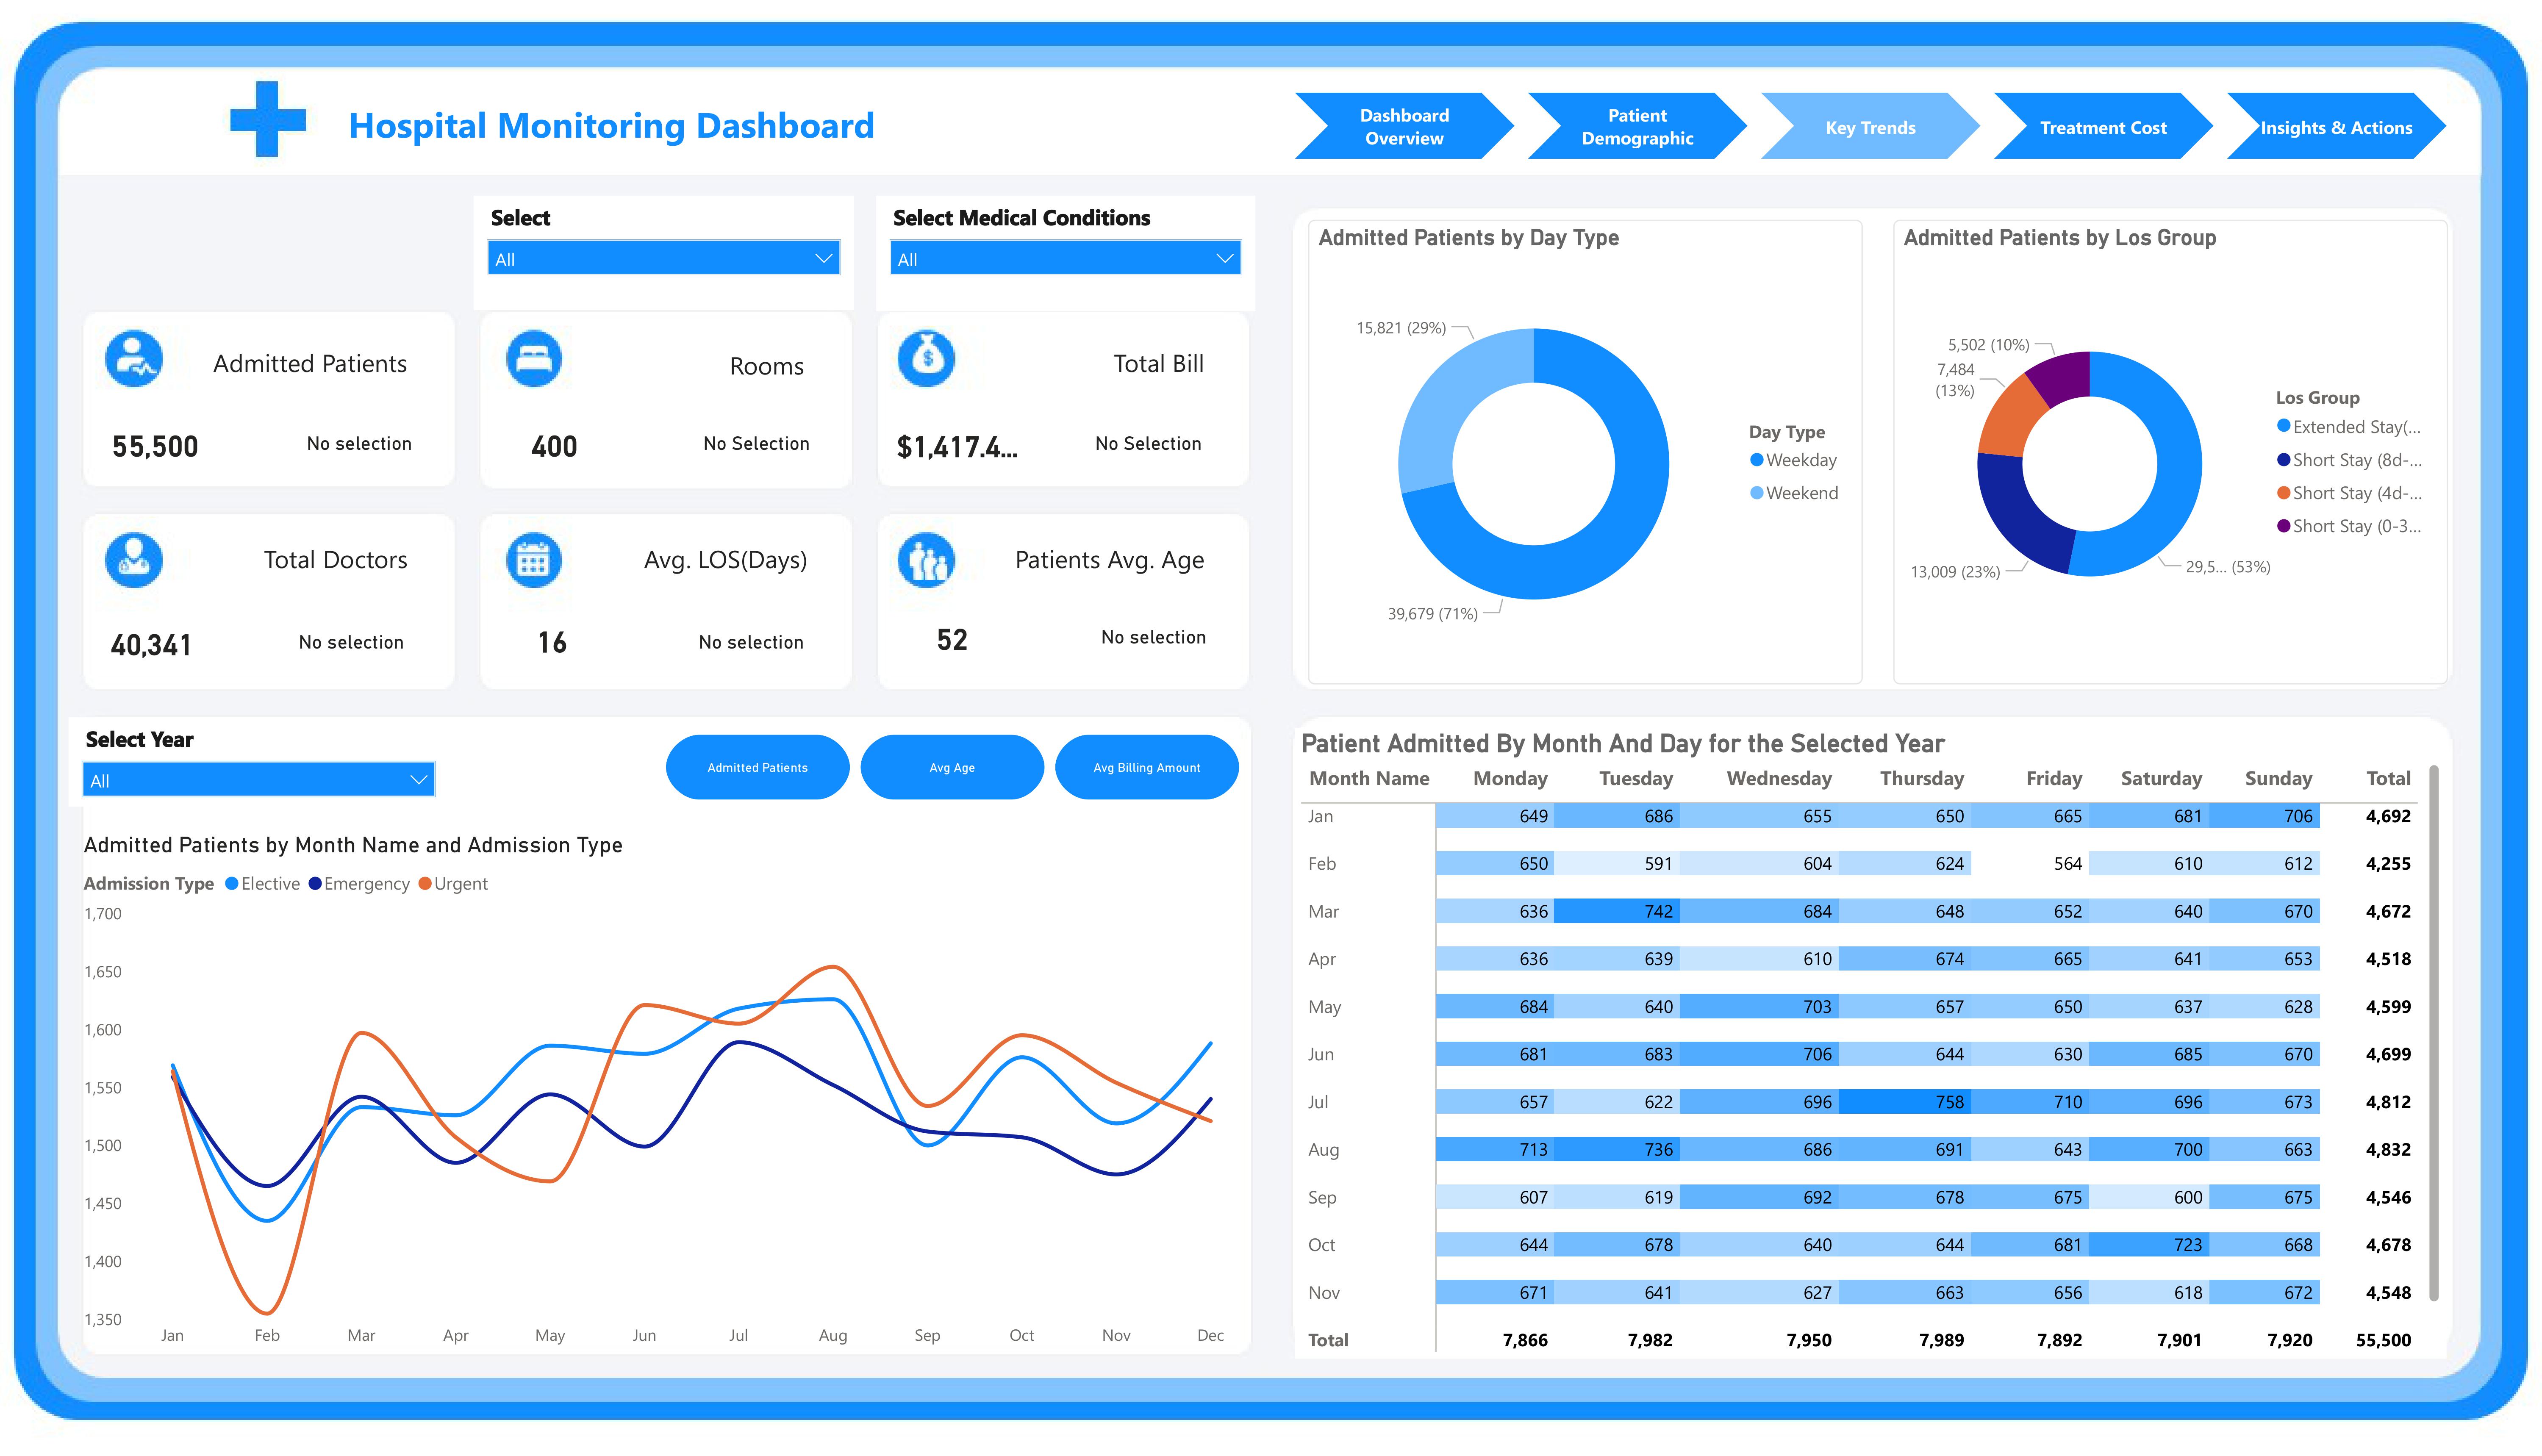 Hospital Monitoring Dashboard
Dashboard
Overview
Patient
Demographic
Key Trends
Treatment Cost
Insights & Actions
Select
All
Select Medical Conditions
All
Admitted Patients
55,500 No selection
Rooms
400 No Selection
Total Bill
$1,417.4... No Selection
Total Doctors
40,341 No selection
Avg. LOS(Days)
16 No selection
Patients Avg. Age
52 No selection
Admitted Patients by Day Type
15,821 (29%)
39,679 (71%)
Day Type
Weekday
Weekend
Admitted Patients by Los Group
5,502 (10%)
7,484
(13%)
13,009 (23%)
29,5... (53%)
Los Group
Extended Stay(...
Short Stay (8d-...
Short Stay (4d-...
Short Stay (0-3...
Select Year
All
Admitted Patients
Avg Age
Avg Billing Amount
Admitted Patients by Month Name and Admission Type
Admission Type Elective Emergency Urgent
1,700
1,650
1,600
1,550
1,500
1,450
1,400
1,350
Jan Feb Mar Apr May Jun Jul Aug Sep Oct Nov Dec
Patient Admitted By Month And Day for the Selected Year
Month Name Monday Tuesday Wednesday Thursday Friday Saturday Sunday Total
Jan 649 686 655 650 665 681 706 4,692
Feb 650 591 604 624 564 610 612 4,255
Mar 636 742 684 648 652 640 670 4,672
Apr 636 639 610 674 665 641 653 4,518
May 684 640 703 657 650 637 628 4,599
Jun 681 683 706 644 630 685 670 4,699
Jul 657 622 696 758 710 696 673 4,812
Aug 713 736 686 691 643 700 663 4,832
Sep 607 619 692 678 675 600 675 4,546
Oct 644 678 640 644 681 723 668 4,678
Nov 671 641 627 663 656 618 672 4,548
Total 7,866 7,982 7,950 7,989 7,892 7,901 7,920 55,500